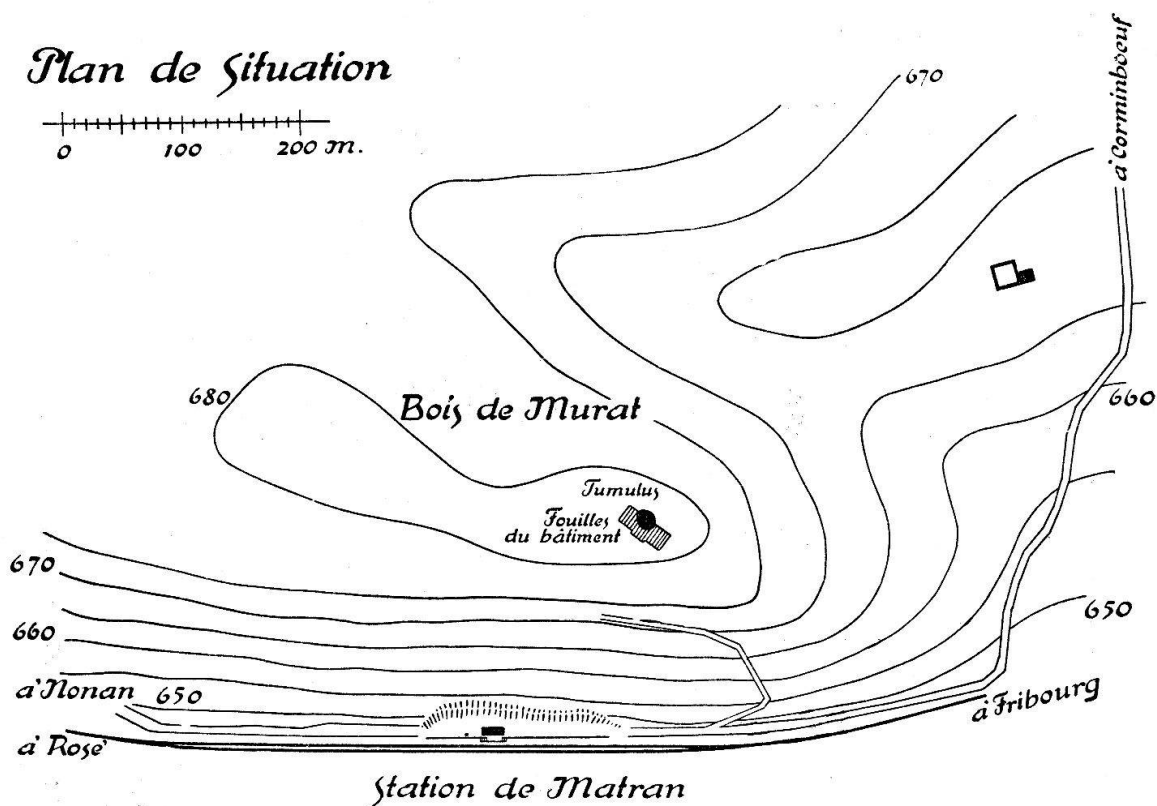 Plan de Situation
0 100 200 m.
670
à Corminbœuf
680
Bois de Murat
660
Tumulus
Fouilles
du bâtiment
670
650
660
à Nonan 650
à Fribourg
à Rosé
Station de Matran